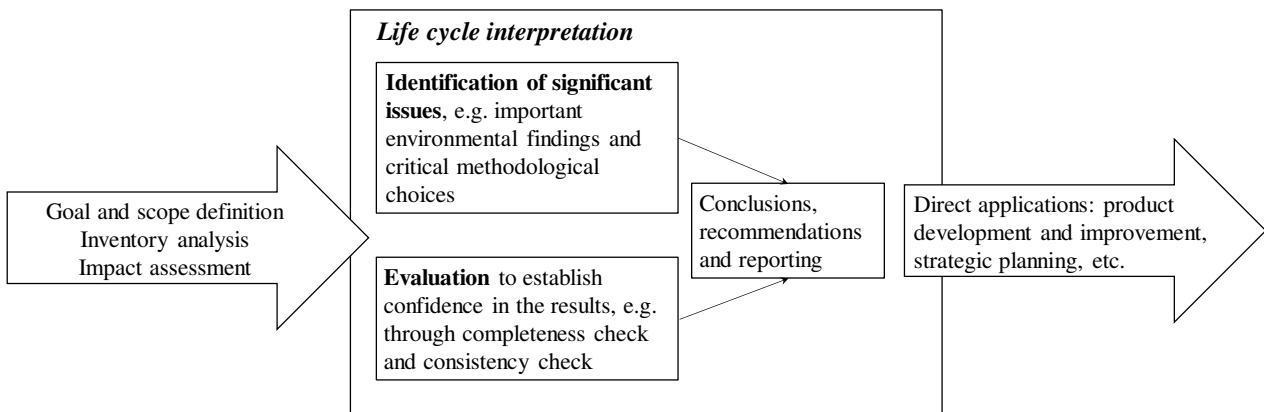 Life cycle interpretation
Identification of significant
issues, e.g. important
environmental findings and
critical methodological
choices
Goal and scope definition
Inventory analysis
Impact assessment
Conclusions,
recommendations
and reporting
Direct applications: product
development and improvement,
strategic planning, etc.
Evaluation to establish
confidence in the results, e.g.
through completeness check
and consistency check